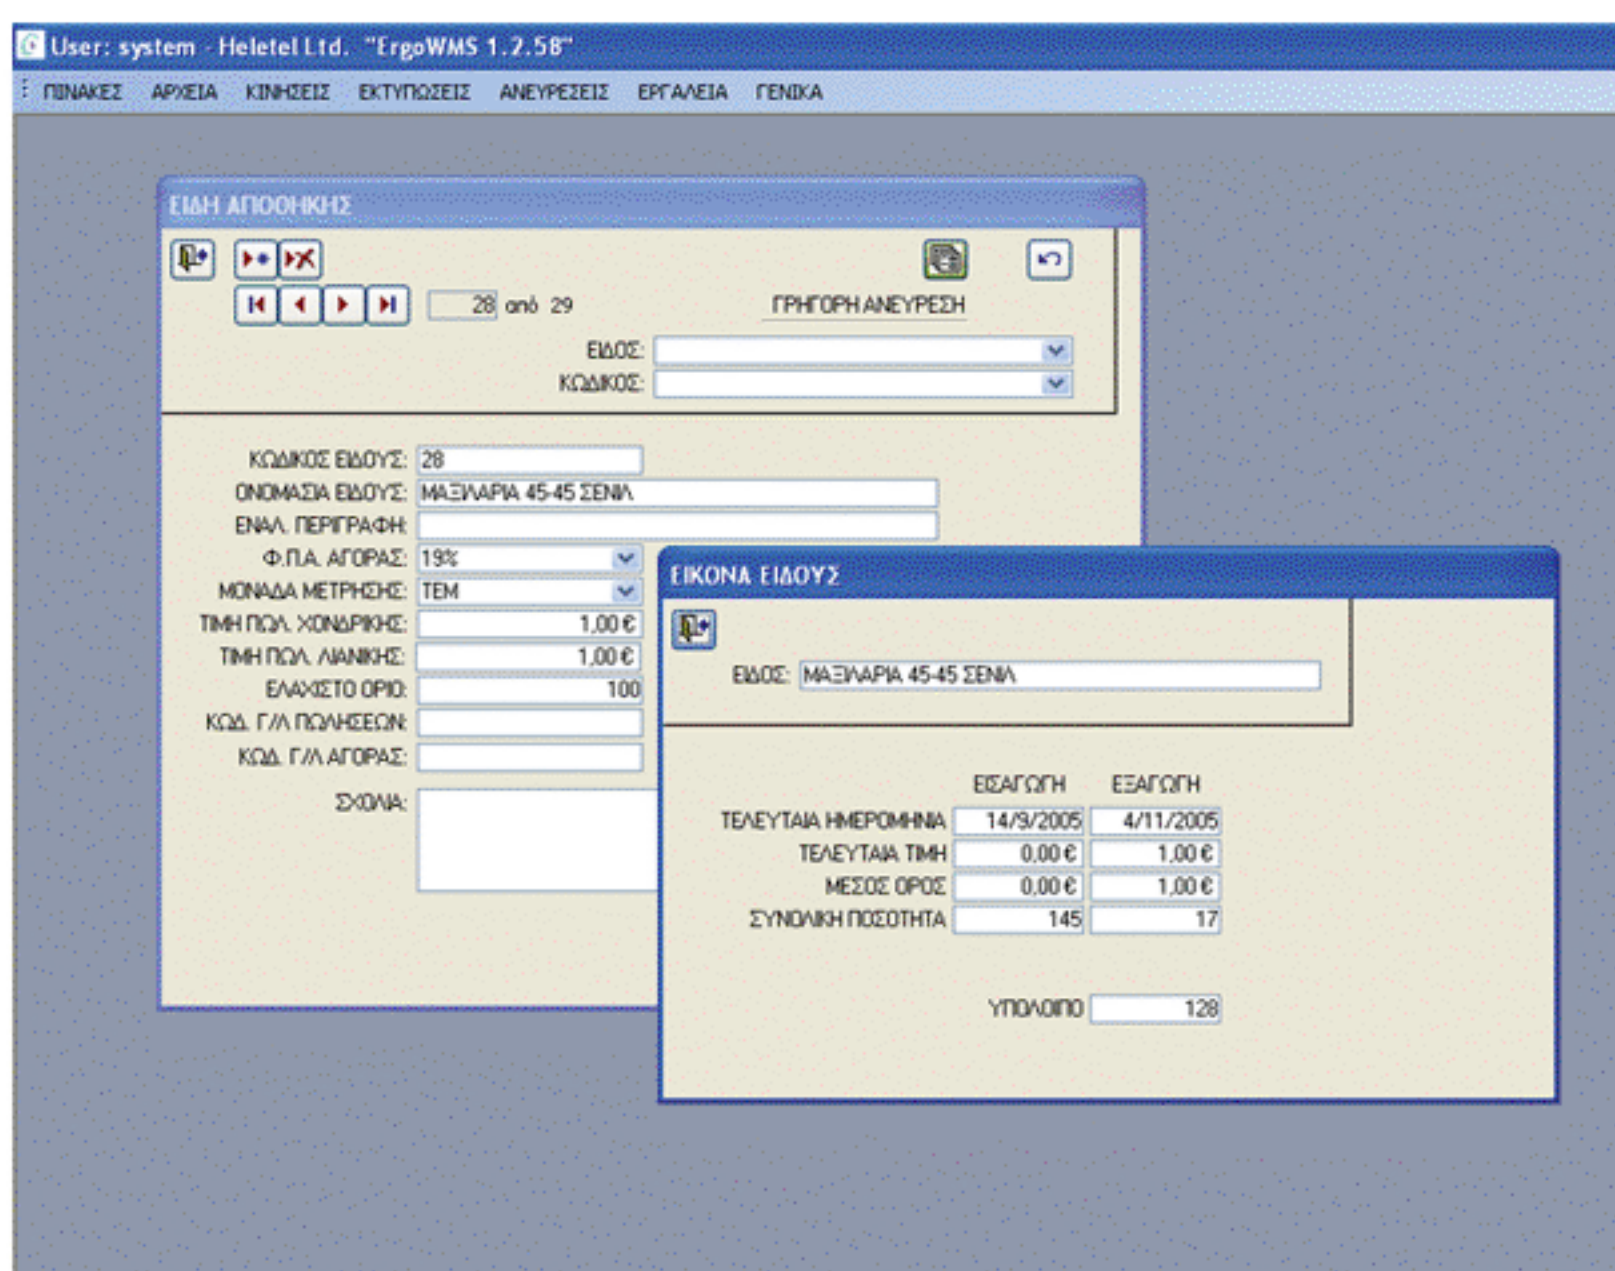 User: system - Heletel Ltd. "ErgoWMS 1.2.58"
ΠΙΝΑΚΕΣ ΑΡΧΕΙΑ ΚΙΝΗΣΕΙΣ ΕΚΤΥΠΩΣΕΙΣ ΑΝΕΥΡΕΣΕΙΣ ΕΡΓΑΛΕΙΑ ΓΕΝΙΚΑ
ΕΙΔΗ ΑΠΟΘΗΚΗΣ
28 από 29
ΓΡΗΓΟΡΗ ΑΝΕΥΡΕΣΗ
ΕΙΔΟΣ:
ΚΩΔΙΚΟΣ:
ΚΩΔΙΚΟΣ ΕΙΔΟΥΣ: 28
ΟΝΟΜΑΣΙΑ ΕΙΔΟΥΣ: ΜΑΞΙΛΑΡΙΑ 45-45 ΣΕΝΙΛ
ΕΝΑΛ. ΠΕΡΙΓΡΑΦΗ:
Φ.Π.Α. ΑΓΟΡΑΣ: 19%
ΜΟΝΑΔΑ ΜΕΤΡΗΣΗΣ: ΤΕΜ
ΤΙΜΗ ΠΩΛ. ΧΟΝΔΡΙΚΗΣ: 1,00 €
ΤΙΜΗ ΠΩΛ. ΛΙΑΝΙΚΗΣ: 1,00 €
ΕΛΑΧΙΣΤΟ ΟΡΙΟ: 100
ΚΩΔ. Γ/Λ ΠΩΛΗΣΕΩΝ:
ΚΩΔ. Γ/Λ ΑΓΟΡΑΣ:
ΣΧΟΛΙΑ:
ΕΙΚΟΝΑ ΕΙΔΟΥΣ
ΕΙΔΟΣ: ΜΑΞΙΛΑΡΙΑ 45-45 ΣΕΝΙΛ
ΕΙΣΑΓΩΓΗ ΕΞΑΓΩΓΗ
ΤΕΛΕΥΤΑΙΑ ΗΜΕΡΟΜΗΝΙΑ 14/9/2005 4/11/2005
ΤΕΛΕΥΤΑΙΑ ΤΙΜΗ 0,00 € 1,00 €
ΜΕΣΟΣ ΟΡΟΣ 0,00 € 1,00 €
ΣΥΝΟΛΙΚΗ ΠΟΣΟΤΗΤΑ 145 17
ΥΠΟΛΟΙΠΟ 128